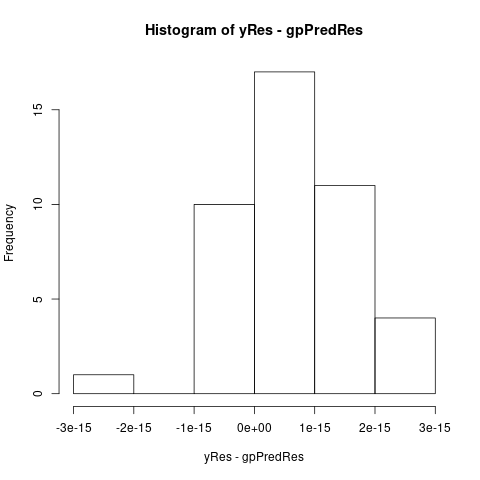 Histogram of yRes - gpPredRes
Frequency
15
10
5
0
-3e-15 -2e-15 -1e-15 0e+00 1e-15 2e-15 3e-15
yRes - gpPredRes